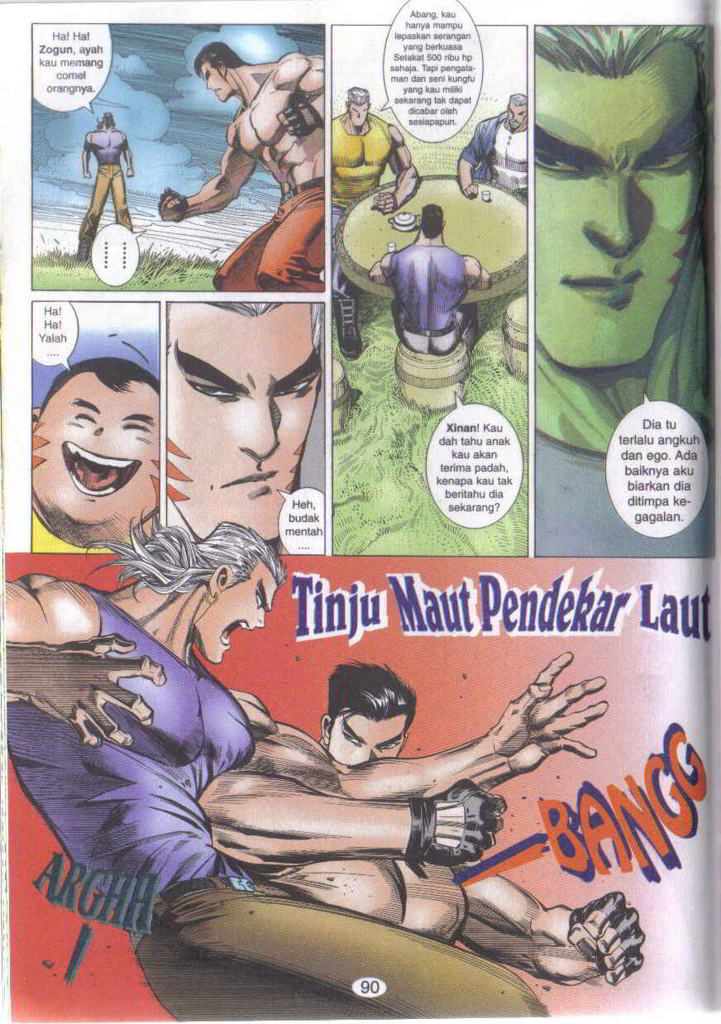 Ha! Ha!
Zogun, ayah
kau memang
comel
orangnya.
Abang, kau
hanya mampu
lepaskan serangan
yang berkuasa
Setakat 500 ribu hp
sahaja. Tapi pengala-
man dan seni kungfu
yang kau miliki
sekarang tak dapat
dicabar oleh
sesiapapun.
Ha!
Ha!
Yalah
....
Heh,
budak
mentah
....
Xinan! Kau
dah tahu anak
kau akan
terima padah,
kenapa kau tak
beritahu dia
sekarang?
Dia tu
terlalu angkuh
dan ego. Ada
baiknya aku
biarkan dia
ditimpa ke-
gagalan.
Tinju Maut Pendekar Laut
BANGG
ARGHH
!
90